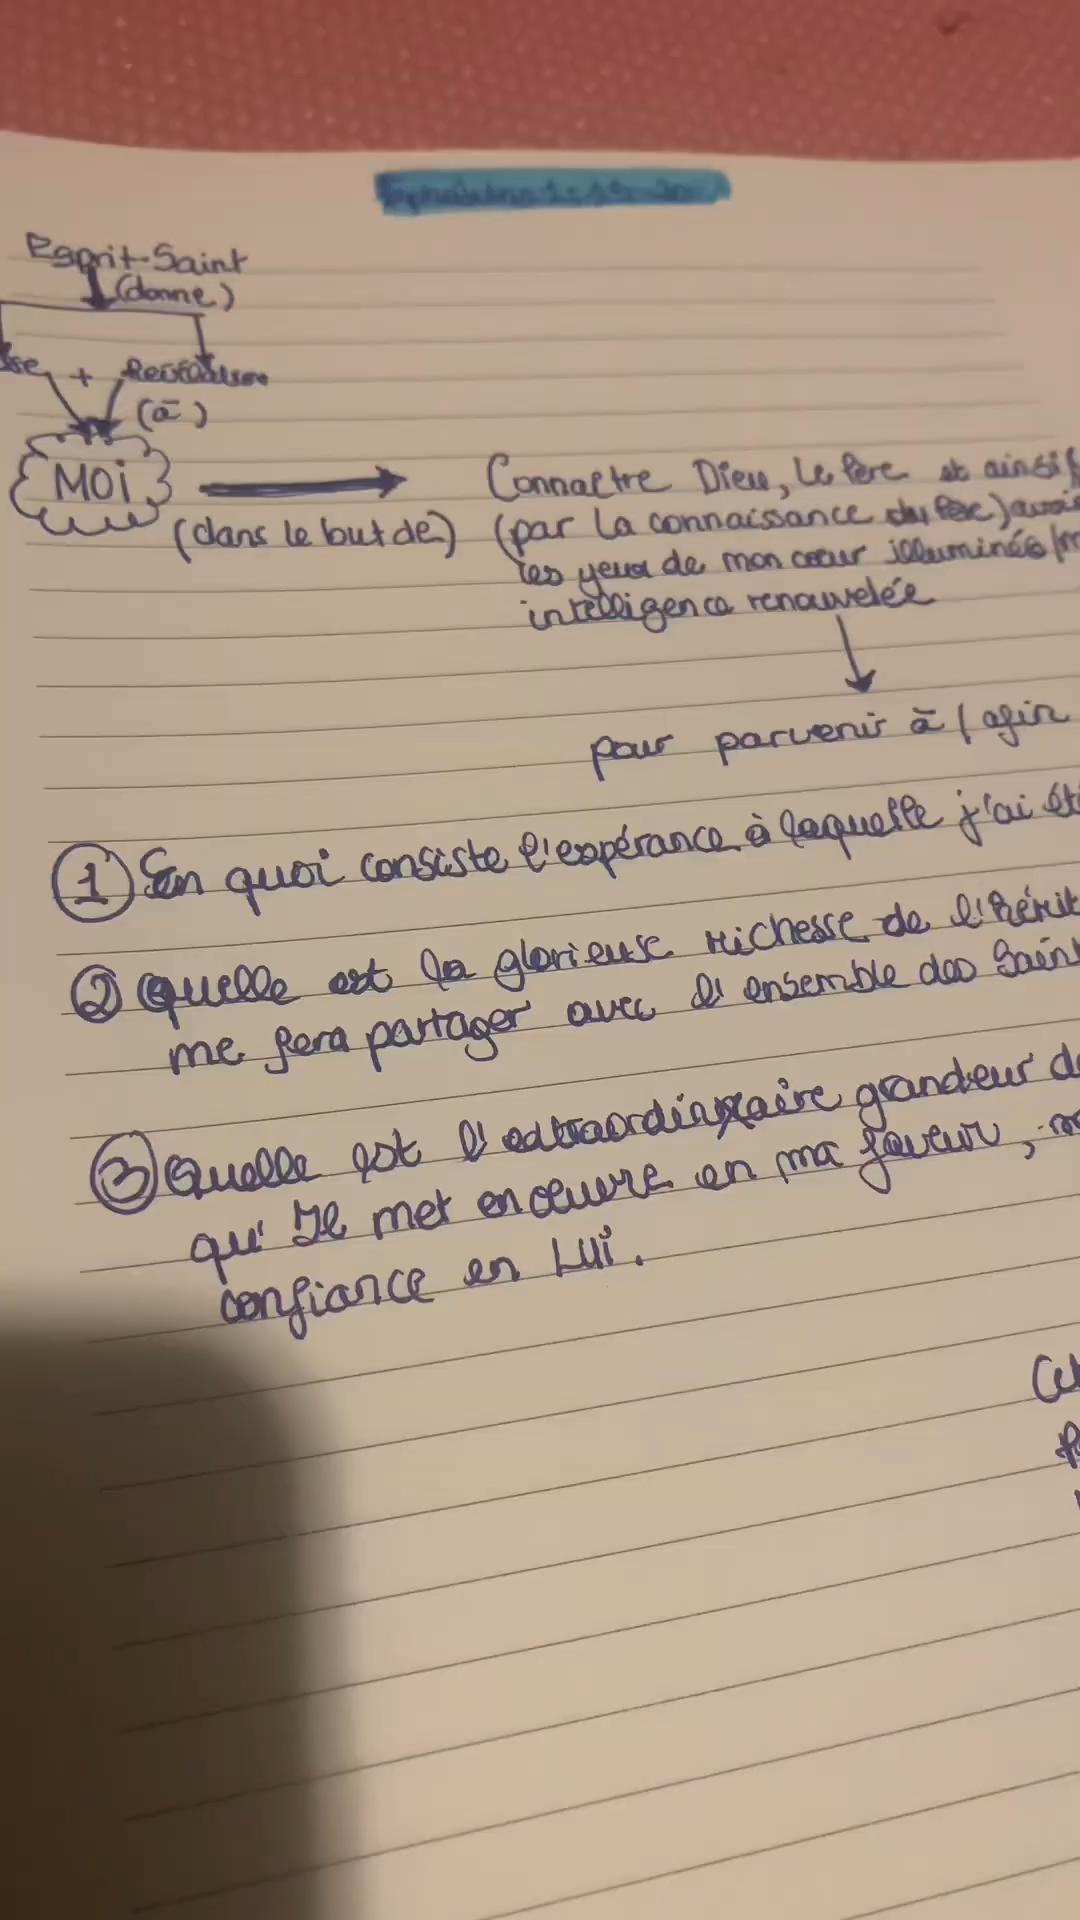 Esprit-Saint
(donne)
+ Révélation
(à)
MOi
(dans le but de)
Connaître Dieu, le Père et ainsi
(par la connaissance du Père) avoir
les yeux de mon cœur illuminés /
intelligence renouvelée
pour parvenir à / afin
1 En quoi consiste l'espérance à laquelle j'ai
2 Quelle est la glorieuse richesse de
me fera partager avec l'ensemble des
3 Quelle est l'extraordinaire grandeur
qu'Il met en œuvre en ma faveur,
confiance en Lui.